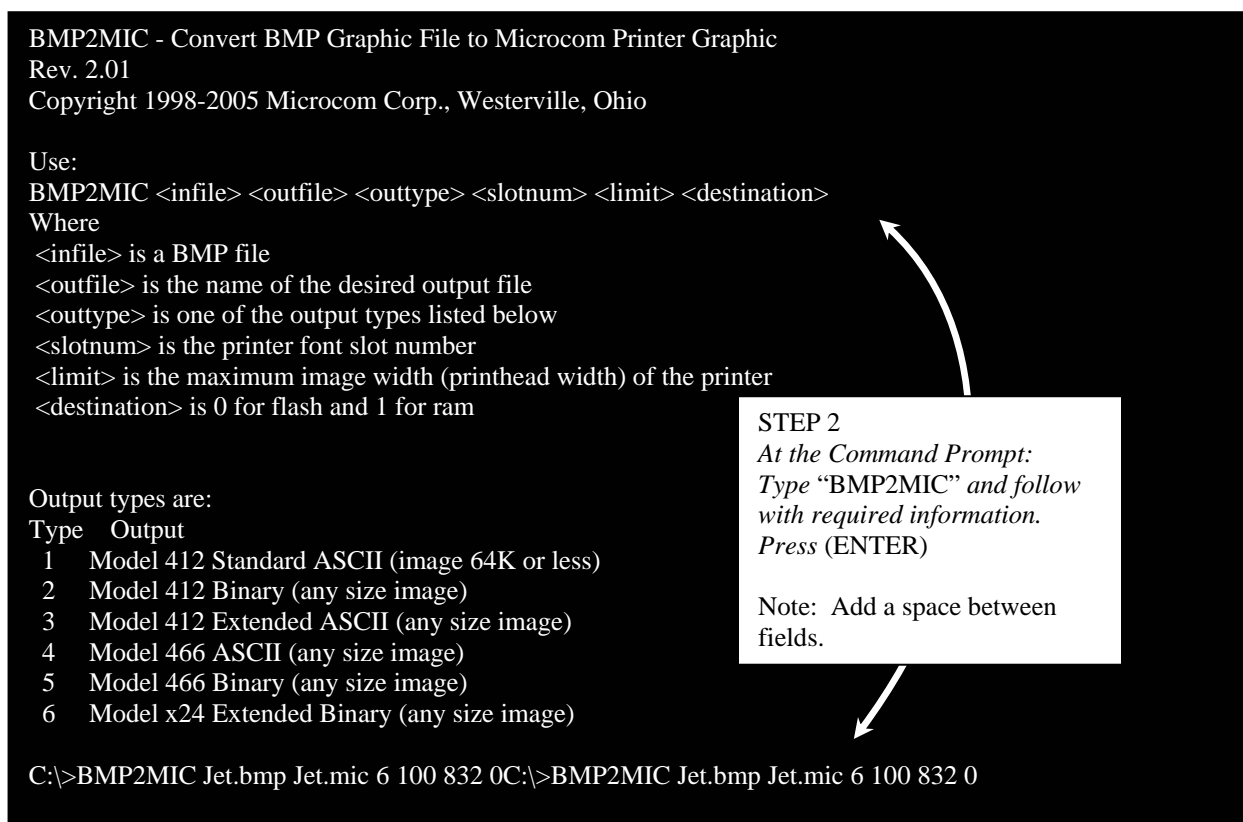 BMP2MIC - Convert BMP Graphic File to Microcom Printer Graphic
Rev. 2.01
Copyright 1998-2005 Microcom Corp., Westerville, Ohio
Use:
BMP2MIC <infile> <outfile> <outtype> <slotnum> <limit> <destination>
Where
<infile> is a BMP file
<outfile> is the name of the desired output file
<outtype> is one of the output types listed below
<slotnum> is the printer font slot number
<limit> is the maximum image width (printhead width) of the printer
<destination> is 0 for flash and 1 for ram
Output types are:
Type Output
1 Model 412 Standard ASCII (image 64K or less)
2 Model 412 Binary (any size image)
3 Model 412 Extended ASCII (any size image)
4 Model 466 ASCII (any size image)
5 Model 466 Binary (any size image)
6 Model x24 Extended Binary (any size image)
STEP 2
At the Command Prompt:
Type “BMP2MIC” and follow
with required information.
Press (ENTER)
Note: Add a space between
fields.
C:\>BMP2MIC Jet.bmp Jet.mic 6 100 832 0C:\>BMP2MIC Jet.bmp Jet.mic 6 100 832 0